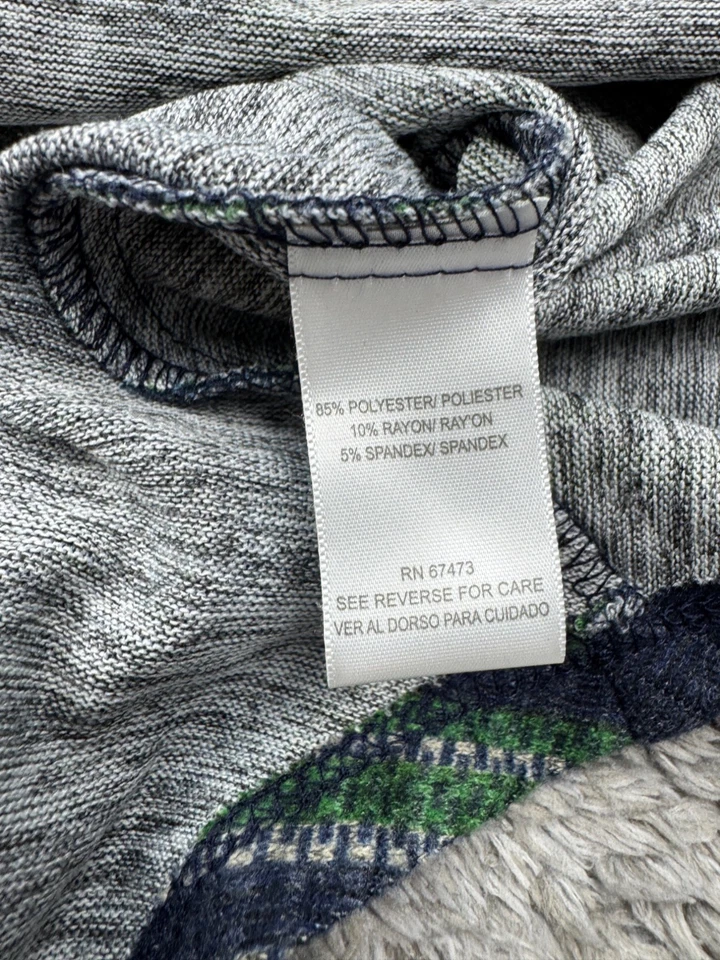 85% POLYESTER/ POLIESTER
10% RAYON/ RAY'ON
5% SPANDEX/ SPANDEX
RN 67473
SEE REVERSE FOR CARE
VER AL DORSO PARA CUIDADO